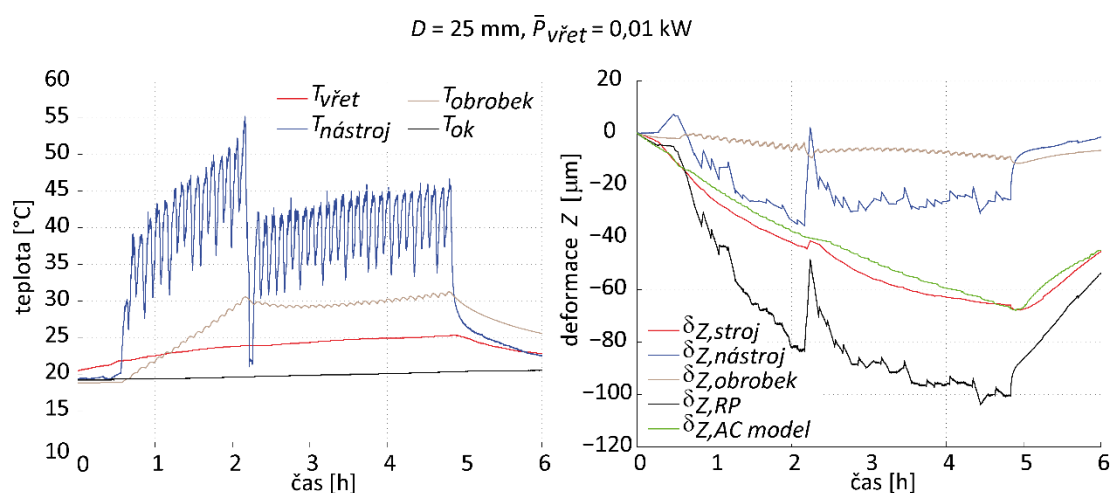 D = 25 mm, P̄vřet = 0,01 kW
60
55
50
45
40
35
30
25
20
15
10
teplota [°C]
Tvřet
Tobrobek
Tnástroj
Tok
0 1 2 3 4 5 6
čas [h]
20
0
−20
−40
−60
−80
−100
−120
deformace Z [µm]
δZ,stroj
δZ,nástroj
δZ,obrobek
δZ,RP
δZ,AC model
0 1 2 3 4 5 6
čas [h]